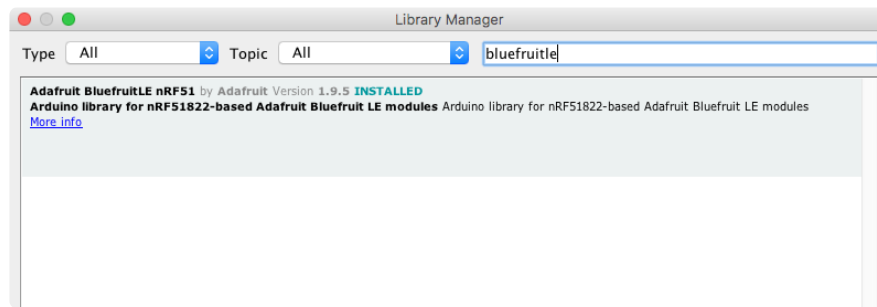 Library Manager
Type All Topic All bluefruitle
Adafruit BluefruitLE nRF51 by Adafruit Version 1.9.5 INSTALLED
Arduino library for nRF51822-based Adafruit Bluefruit LE modules Arduino library for nRF51822-based Adafruit Bluefruit LE modules
More info